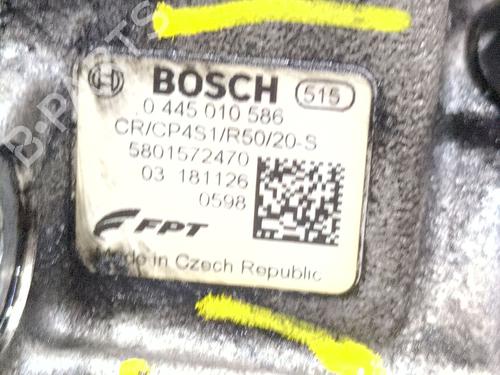 BOSCH 515
0 445 010 586
CR/CP4S1/R50/20-S
5801572470
03 181126
0598
FPT
Made in Czech Republic
B-PARTS